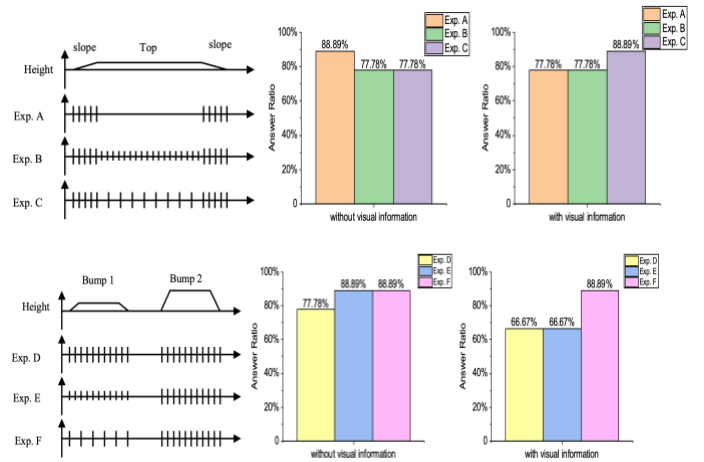 slope Top slope
Height
Exp. A
Exp. B
Exp. C
Exp. A
Exp. B
Exp. C
100%
80%
60%
40%
20%
0
Answer Ratio
88.89%
77.78% 77.78%
without visual information
Exp. A
Exp. B
Exp. C
100%
80%
60%
40%
20%
0
Answer Ratio
77.78% 77.78%
88.89%
with visual information
Bump 1 Bump 2
Height
Exp. D
Exp. E
Exp. F
Exp. D
Exp. E
Exp. F
100%
80%
60%
40%
20%
0
Answer Ratio
77.78%
88.89% 88.89%
without visual information
Exp. D
Exp. E
Exp. F
100%
80%
60%
40%
20%
0
Answer Ratio
66.67% 66.67%
88.89%
with visual information